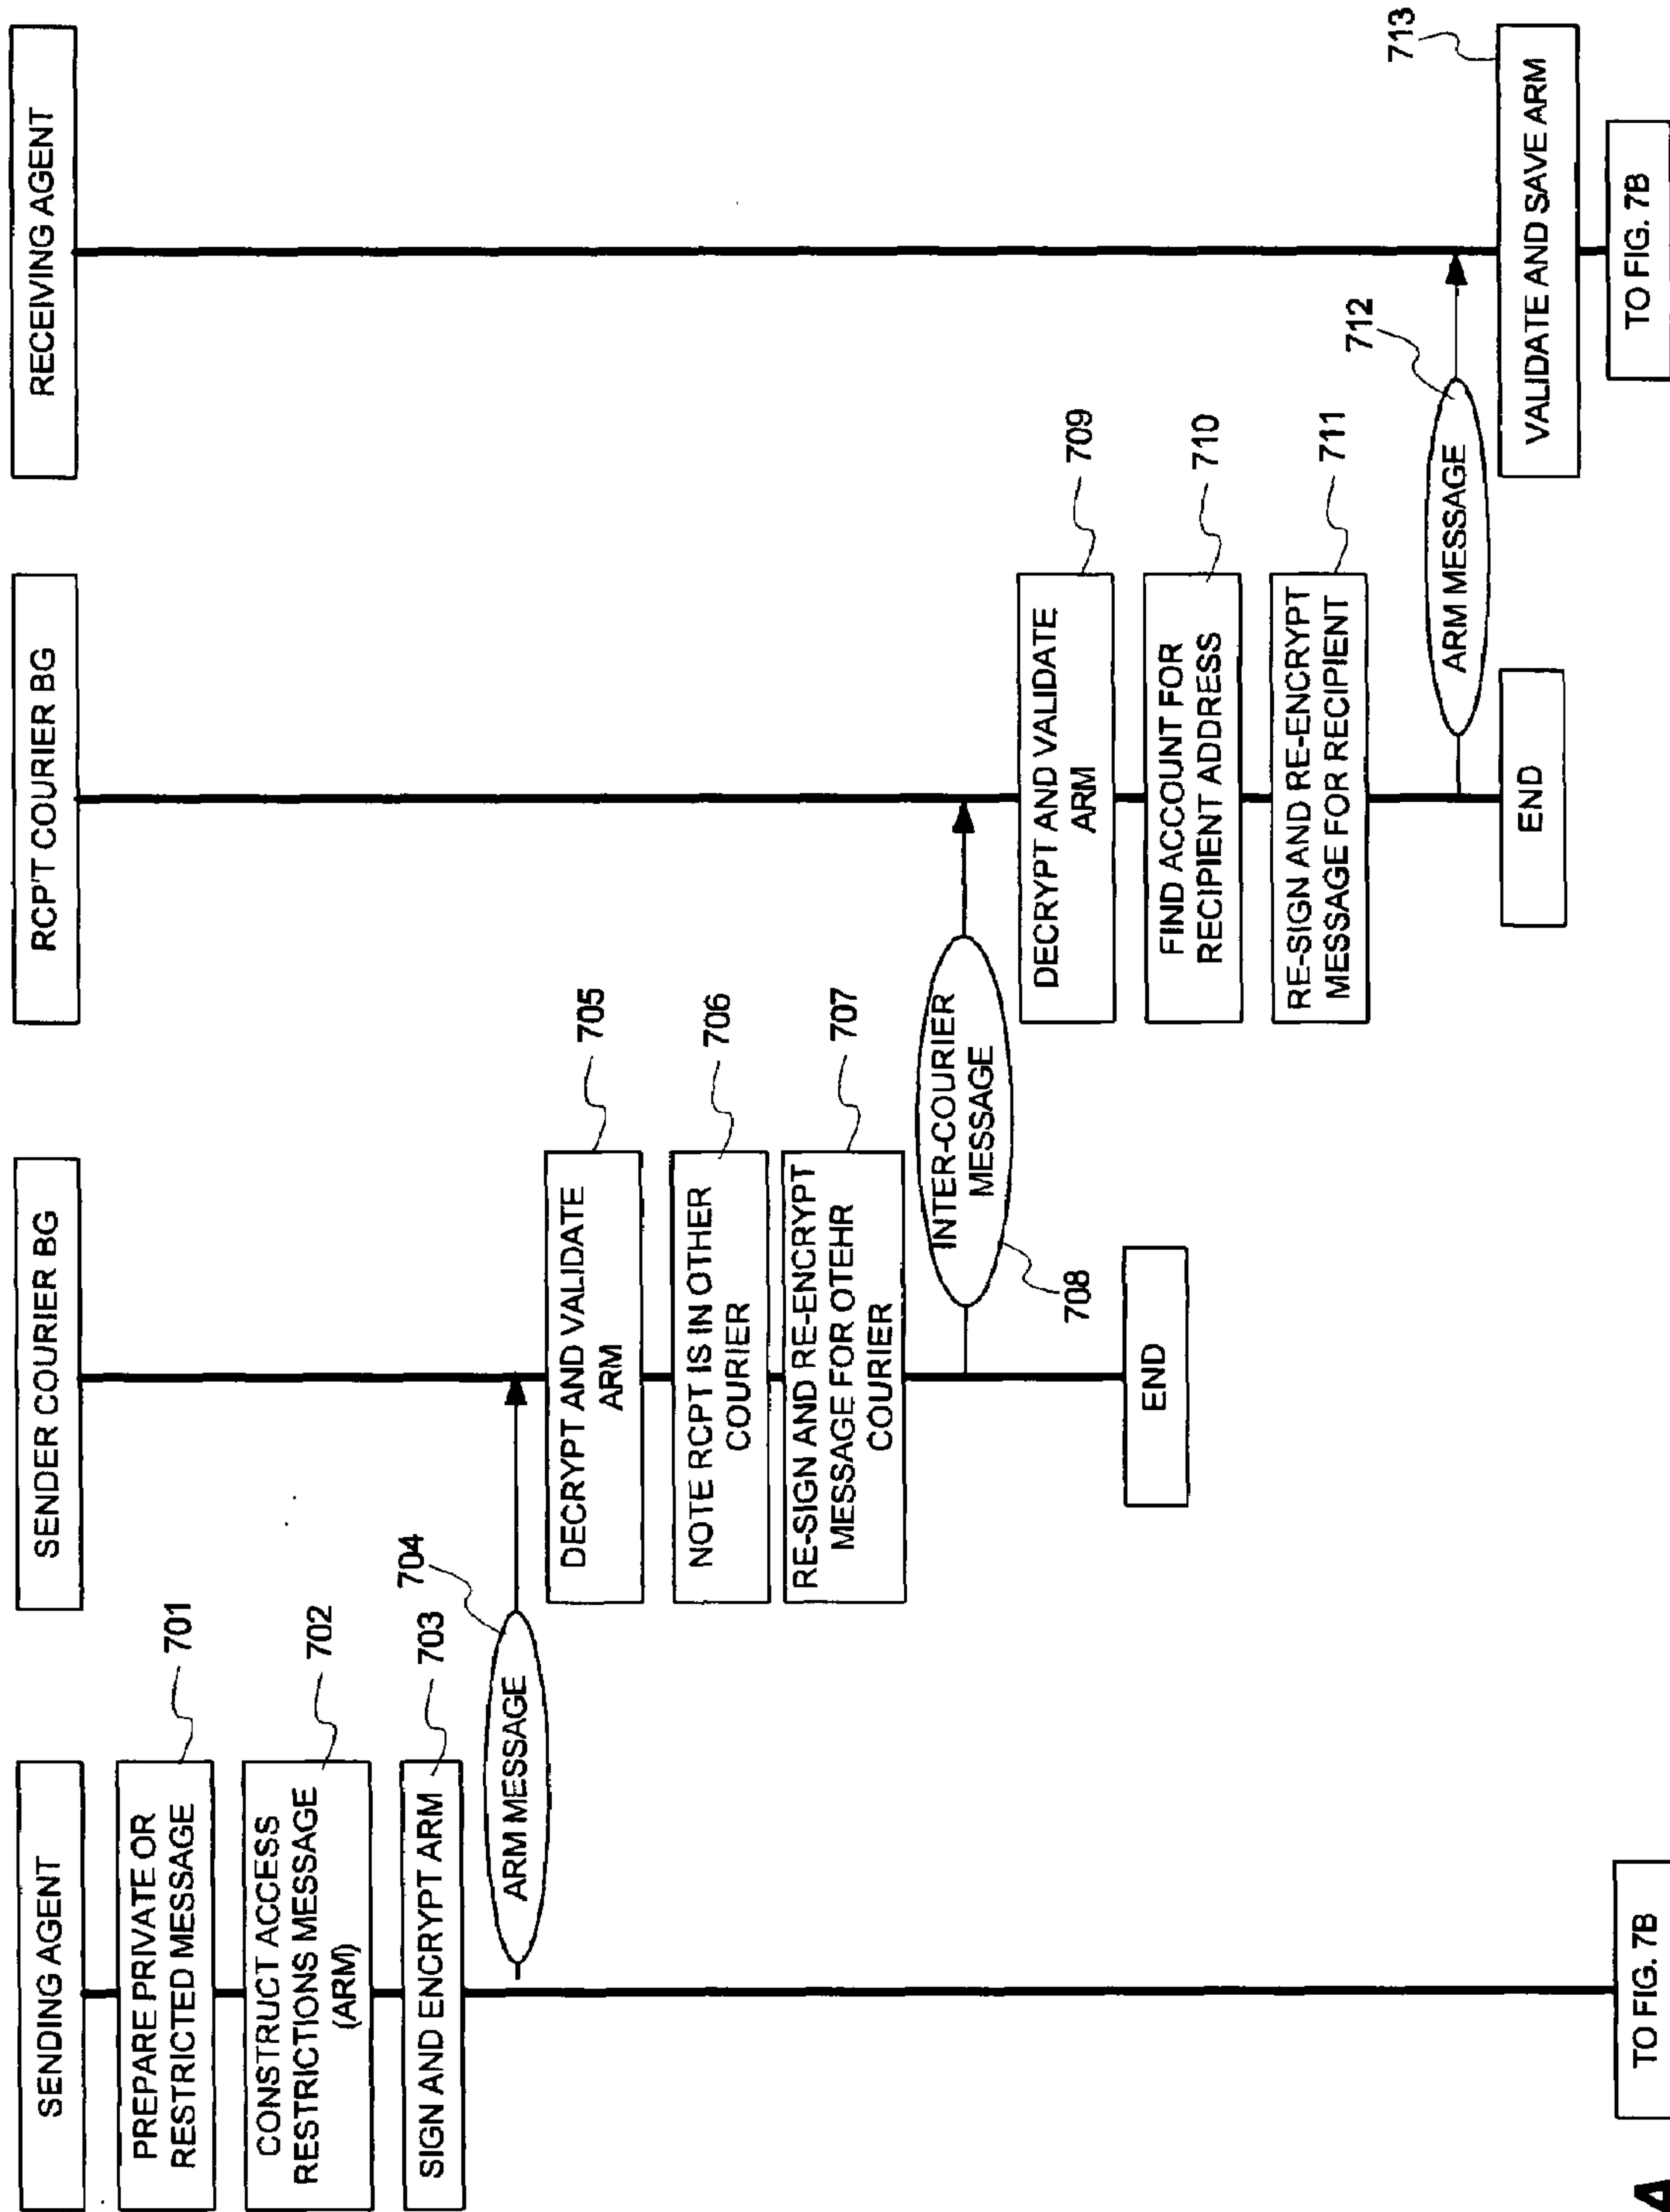 SENDING AGENT
PREPARE PRIVATE OR
RESTRICTED MESSAGE
701
CONSTRUCT ACCESS
RESTRICTIONS MESSAGE
(ARM)
702
SIGN AND ENCRYPT ARM
703
ARM MESSAGE
704
TO FIG. 7B
SENDER COURIER BG
DECRYPT AND VALIDATE
ARM
705
NOTE RCPT IS IN OTHER
COURIER
706
RE-SIGN AND RE-ENCRYPT
MESSAGE FOR OTEHR
COURIER
707
INTER-COURIER
MESSAGE
708
END
RCP'T COURIER BG
DECRYPT AND VALIDATE
ARM
709
FIND ACCOUNT FOR
RECIPIENT ADDRESS
710
RE-SIGN AND RE-ENCRYPT
MESSAGE FOR RECIPIENT
711
ARM MESSAGE
712
END
RECEIVING AGENT
VALIDATE AND SAVE ARM
713
TO FIG. 7B